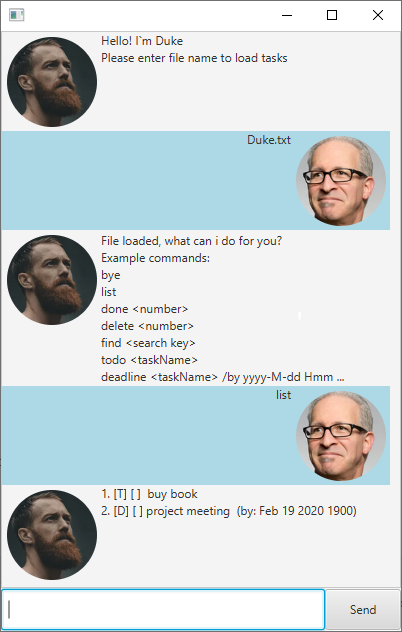 Hello! I`m Duke
Please enter file name to load tasks
Duke.txt
File loaded, what can i do for you?
Example commands:
bye
list
done <number>
delete <number>
find <search key>
todo <taskName>
deadline <taskName> /by yyyy-M-dd Hmm ...
list
1. [T] [ ]  buy book
2. [D] [ ] project meeting  (by: Feb 19 2020 1900)
Send